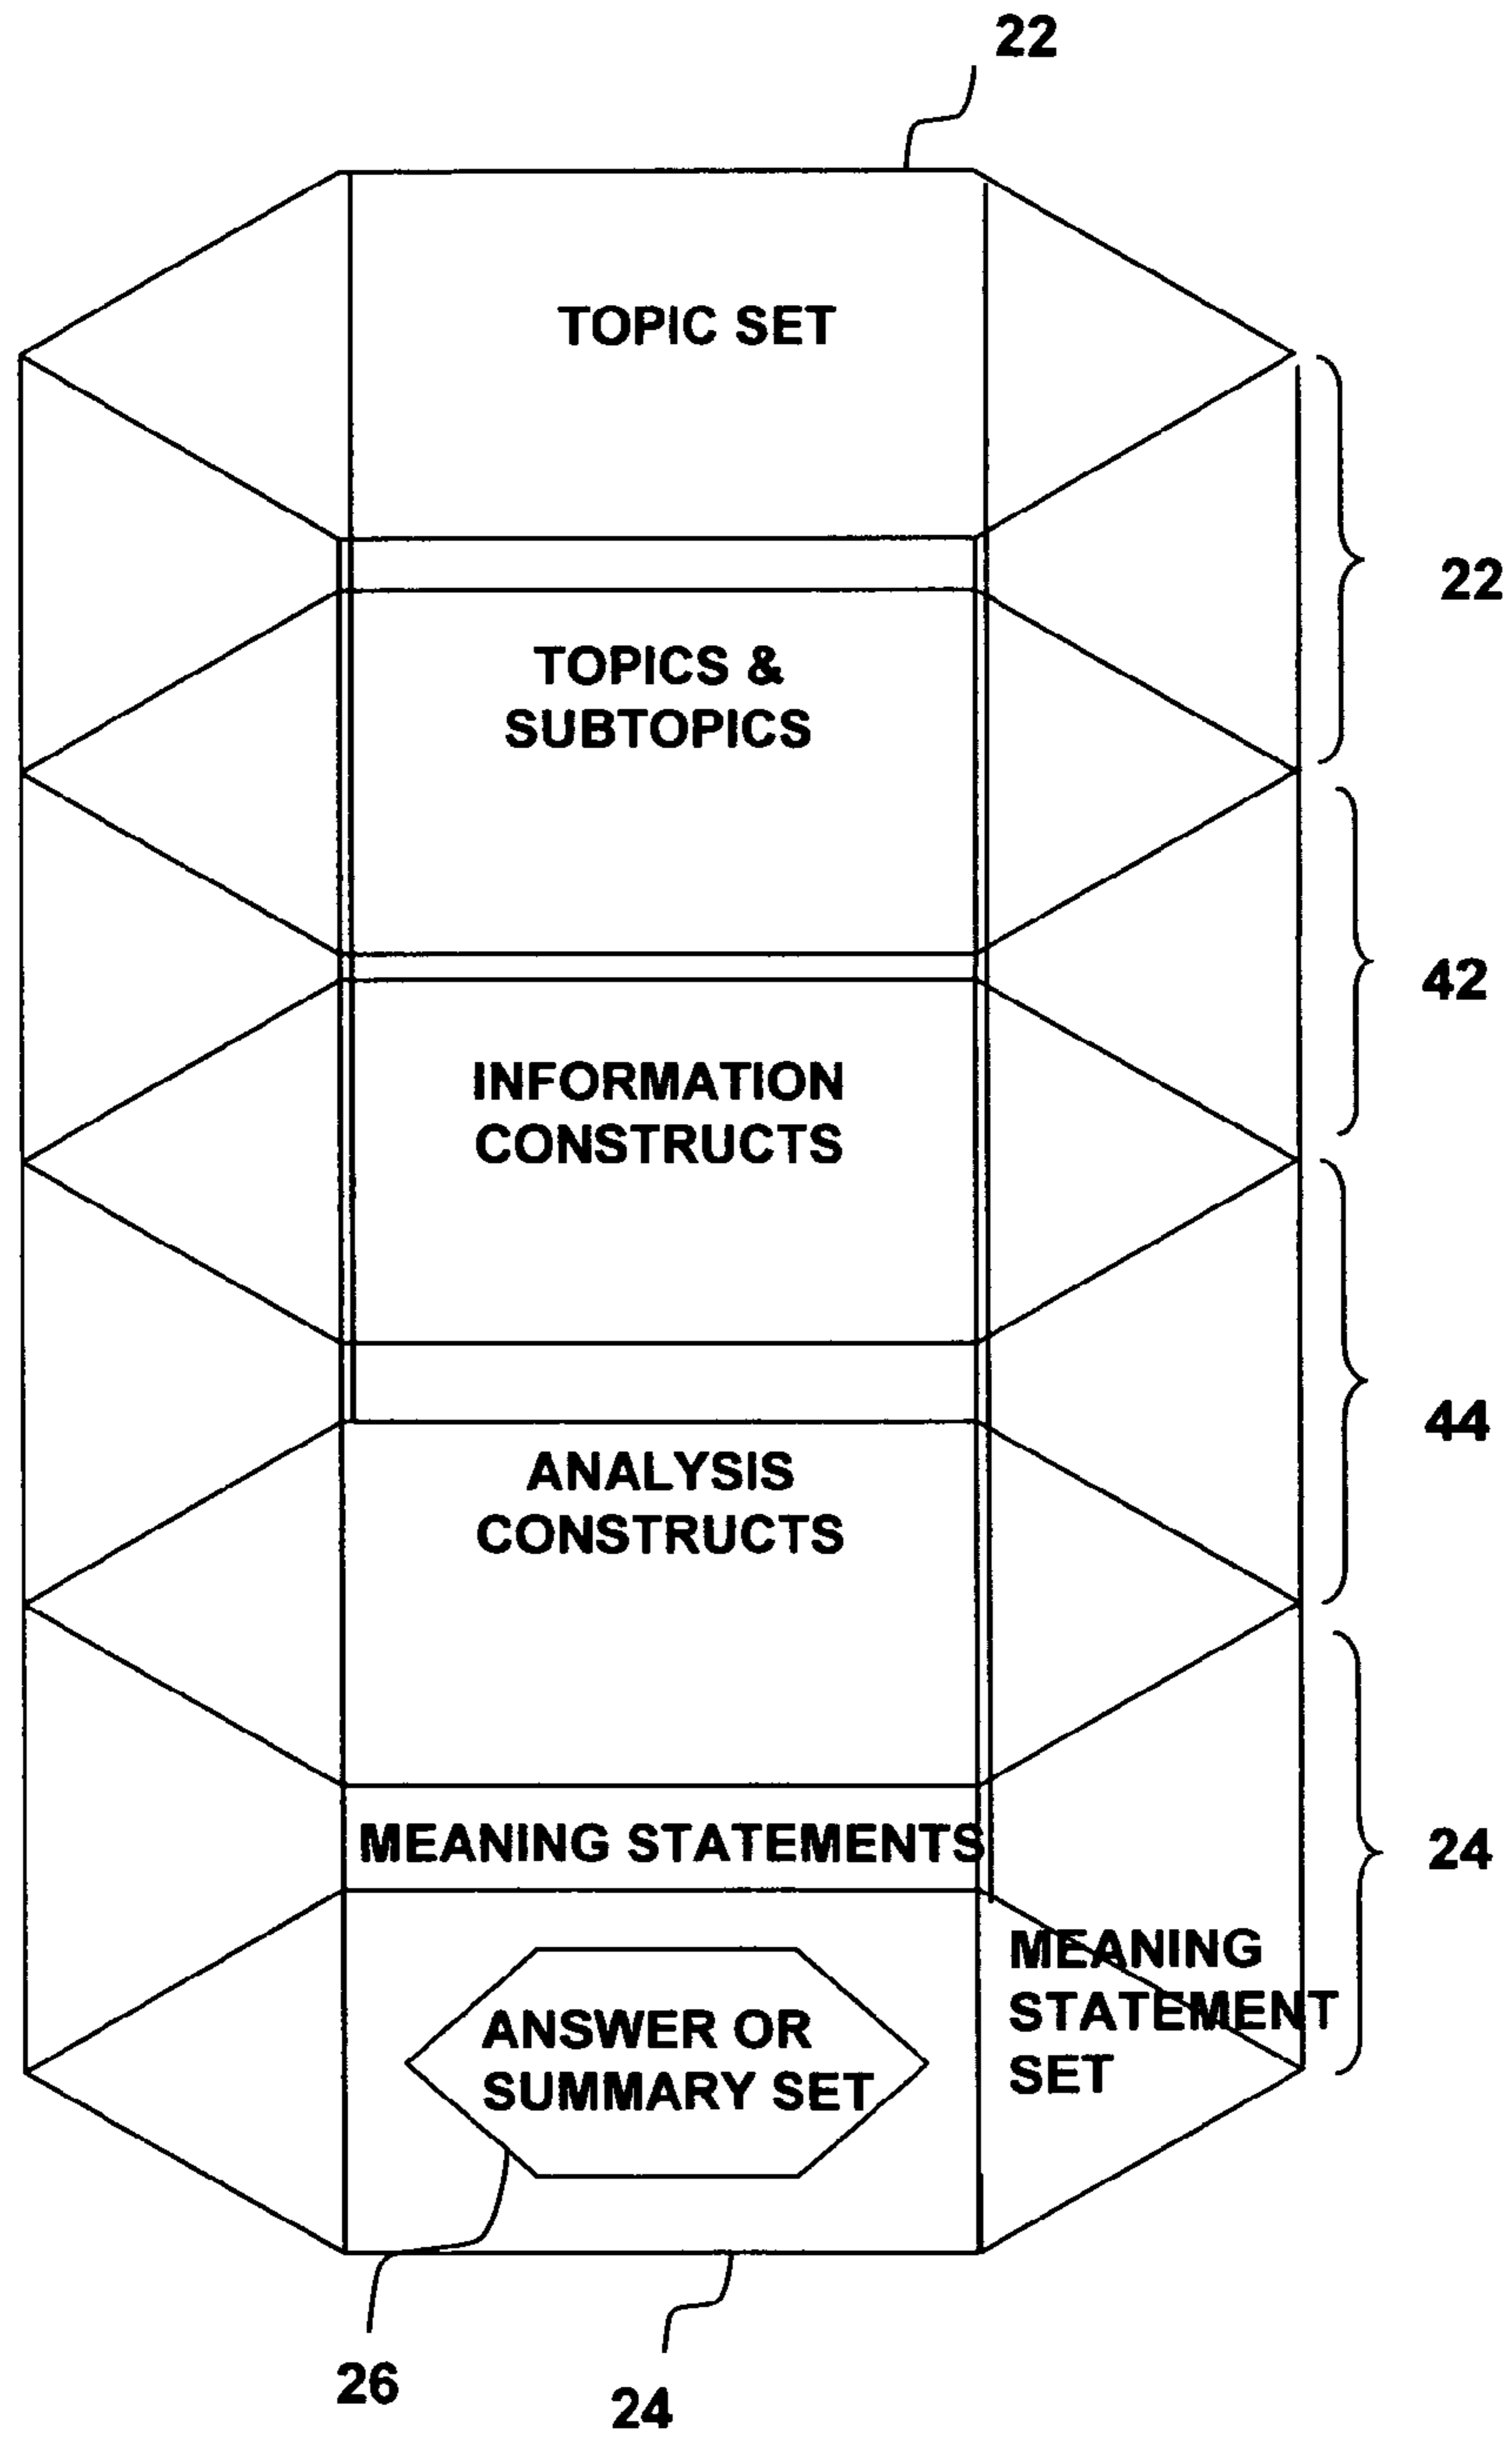 22
TOPIC SET
22
TOPICS &
SUBTOPICS
42
INFORMATION
CONSTRUCTS
44
ANALYSIS
CONSTRUCTS
MEANING STATEMENTS
24
MEANING
STATEMENT
SET
ANSWER OR
SUMMARY SET
26
24